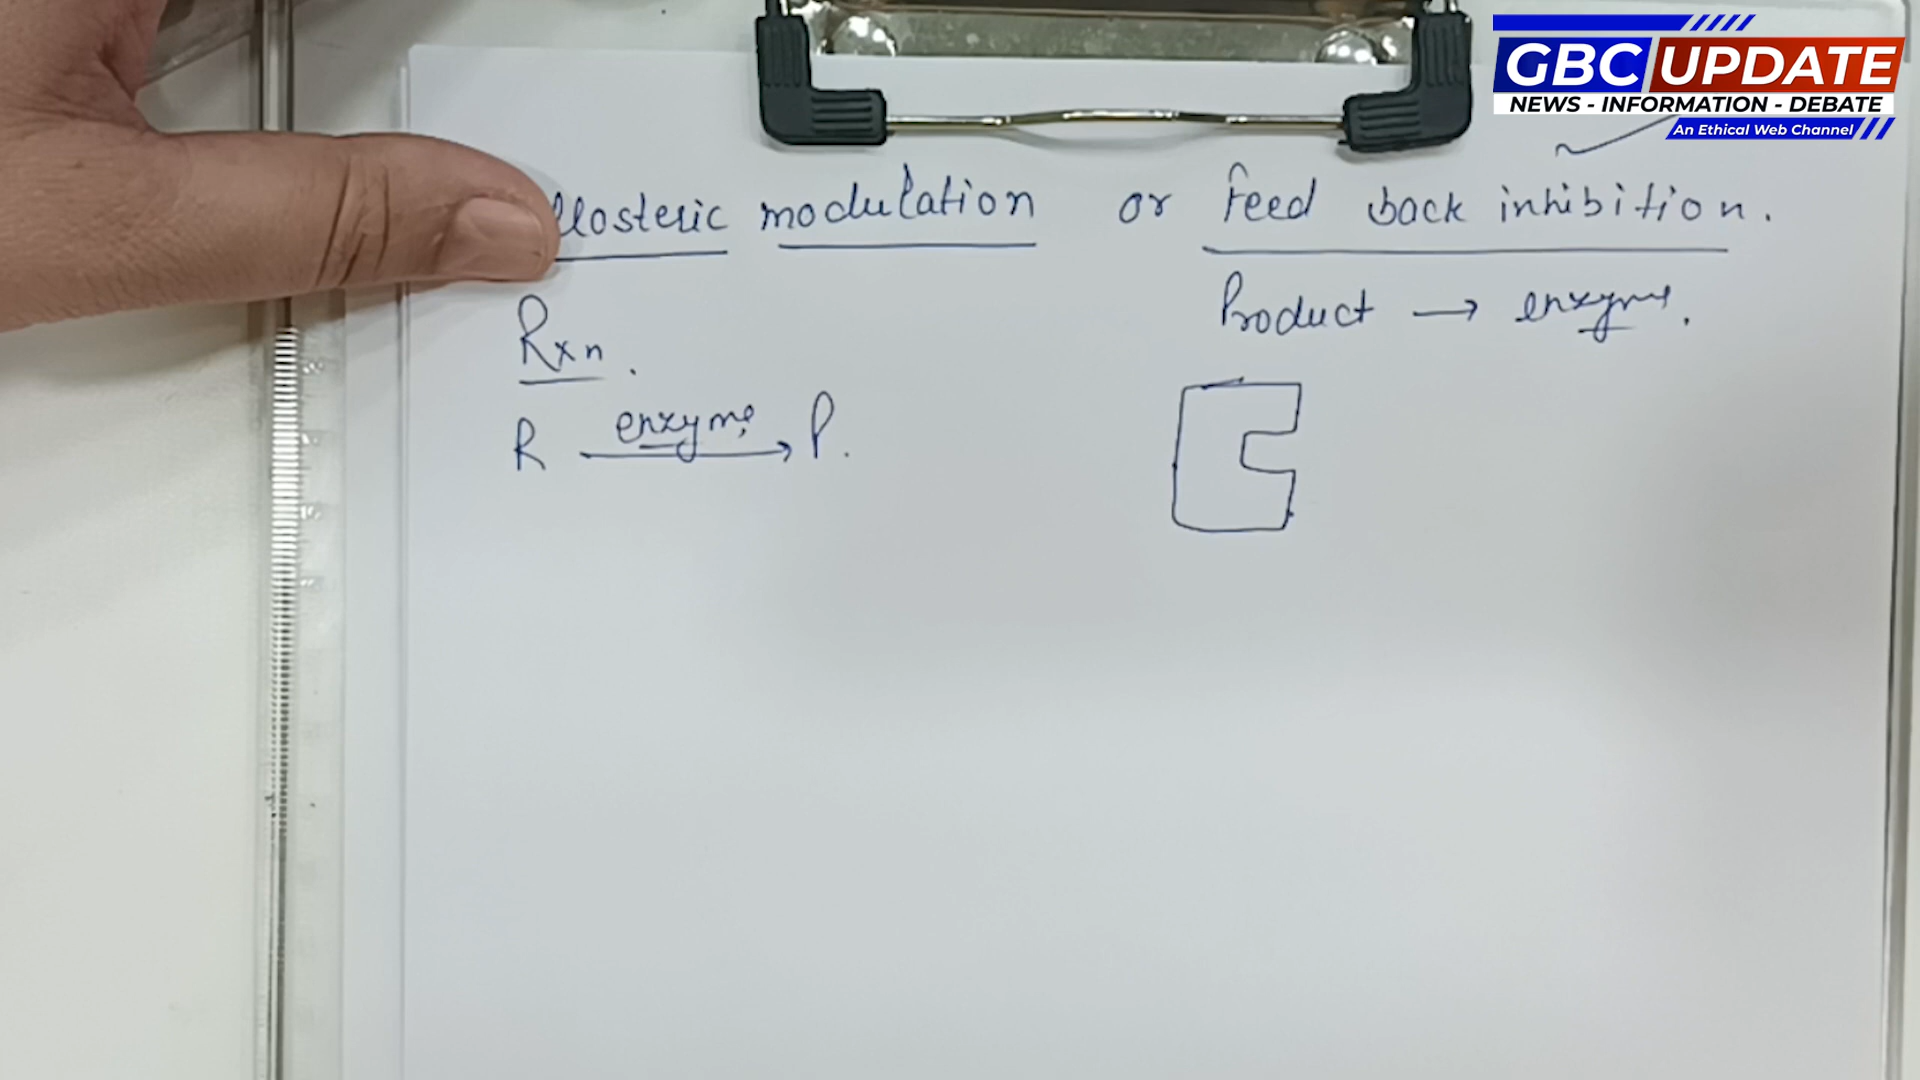 GBC UPDATE
NEWS - INFORMATION - DEBATE
An Ethical Web Channel
llosteric modulation or Feed back inhibition.
Product → enzyme.
Rxn.
R enzyme → P.